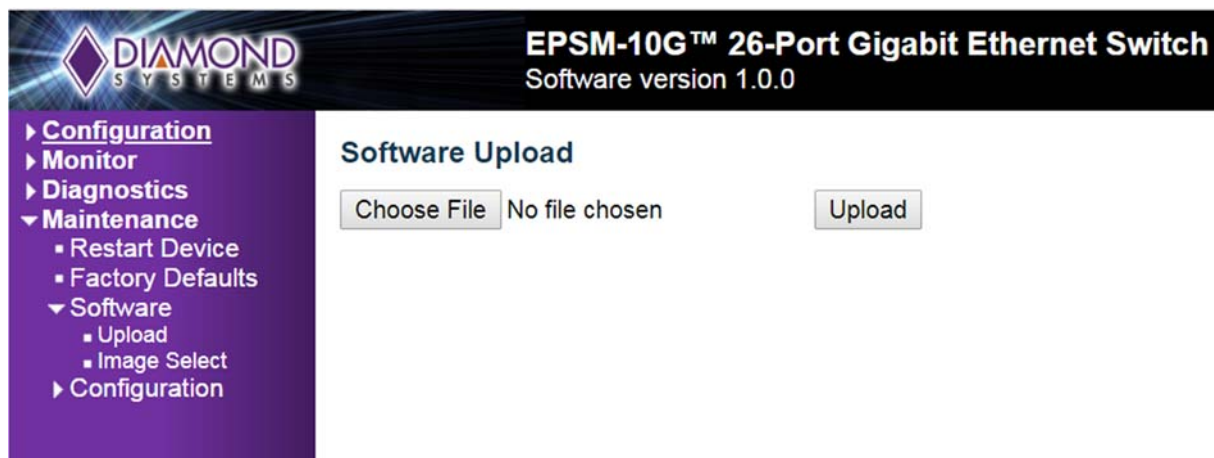 DIAMOND
SYSTEMS
EPSM-10G™ 26-Port Gigabit Ethernet Switch
Software version 1.0.0
Configuration
Monitor
Diagnostics
Maintenance
Restart Device
Factory Defaults
Software
Upload
Image Select
Configuration
Software Upload
Choose File No file chosen Upload